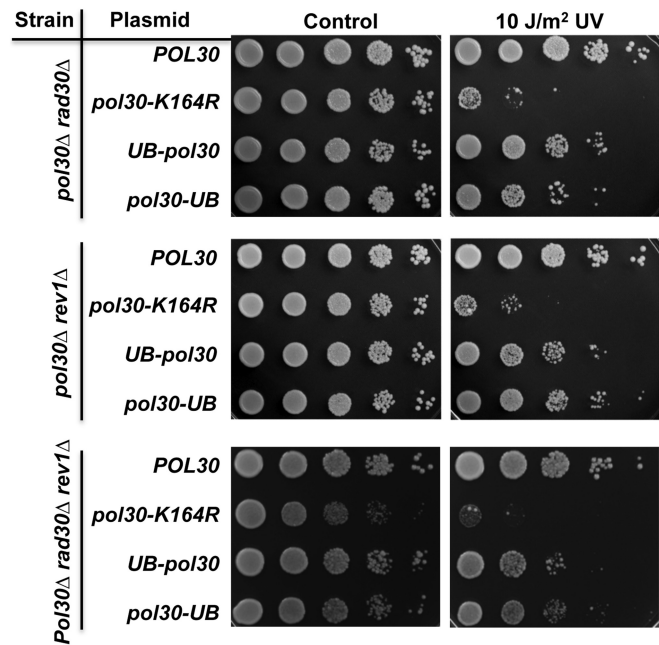 Strain Plasmid Control 10 J/m² UV
pol30Δ rad30Δ
POL30
pol30-K164R
UB-pol30
pol30-UB
pol30Δ rev1Δ
POL30
pol30-K164R
UB-pol30
pol30-UB
Pol30Δ rad30Δ rev1Δ
POL30
pol30-K164R
UB-pol30
pol30-UB